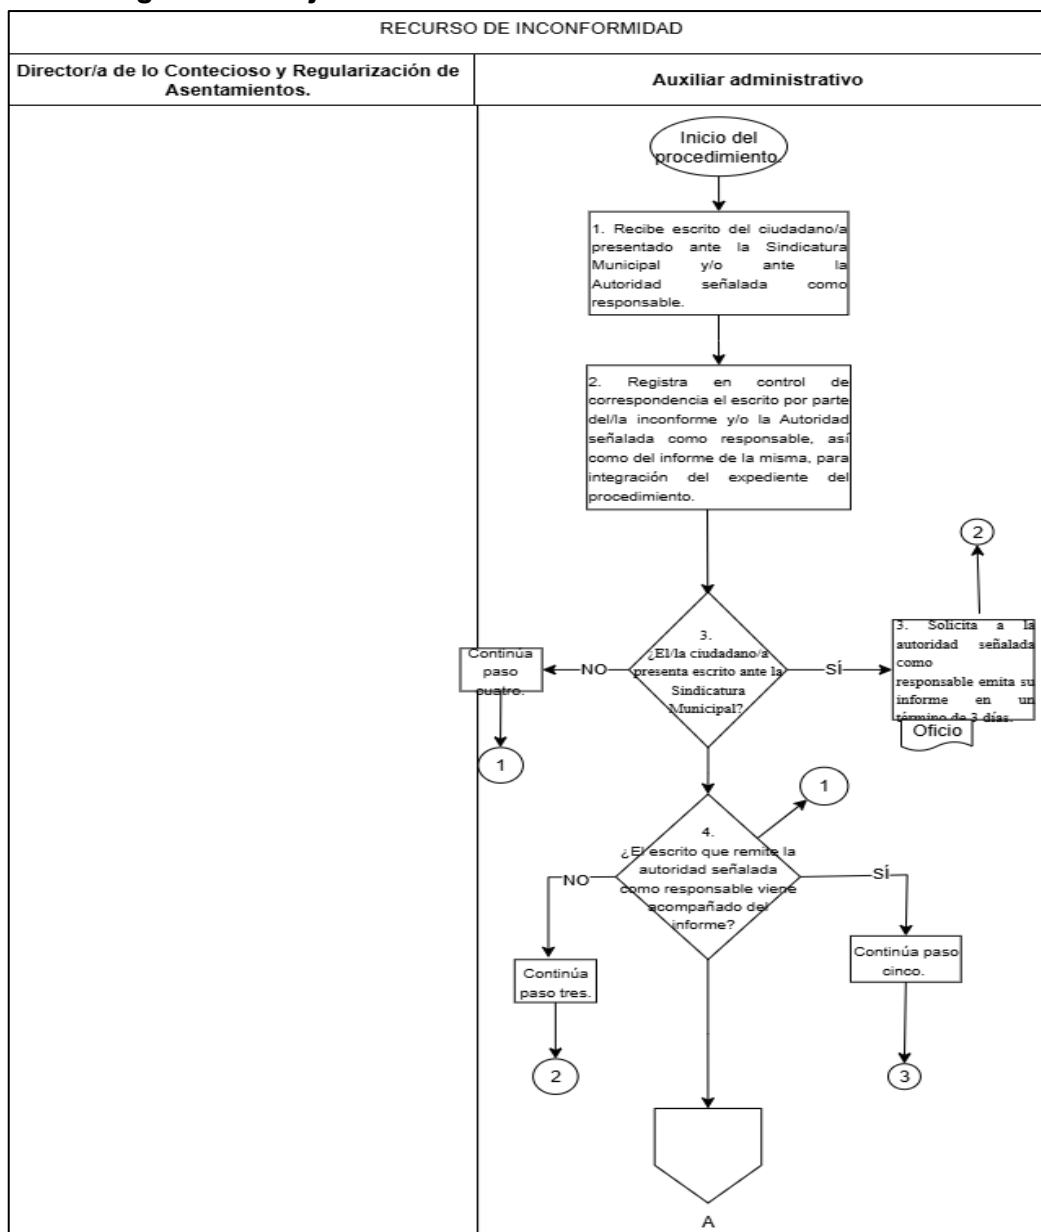 RECURSO DE INCONFORMIDAD
Director/a de lo Contecioso y Regularización de
Asentamientos.
Auxiliar administrativo
Inicio del
procedimiento.
1. Recibe escrito del ciudadano/a
presentado ante la Sindicatura
Municipal y/o ante la
Autoridad señalada como
responsable.
2. Registra en control de
correspondencia el escrito por parte
del/la inconforme y/o la Autoridad
señalada como responsable, así
como del informe de la misma, para
integración del expediente del
procedimiento.
2
3.
¿El/la ciudadano/a
presenta escrito ante la
Sindicatura
Municipal?
NO
SÍ
Continúa
paso
cuatro.
1
3. Solicita a la
autoridad señalada
como
responsable emita su
informe en un
término de 3 días.
Oficio
1
4.
¿El escrito que remite la
autoridad señalada
como responsable viene
acompañado del
informe?
NO
SÍ
Continúa
paso tres.
2
Continúa paso
cinco.
3
A